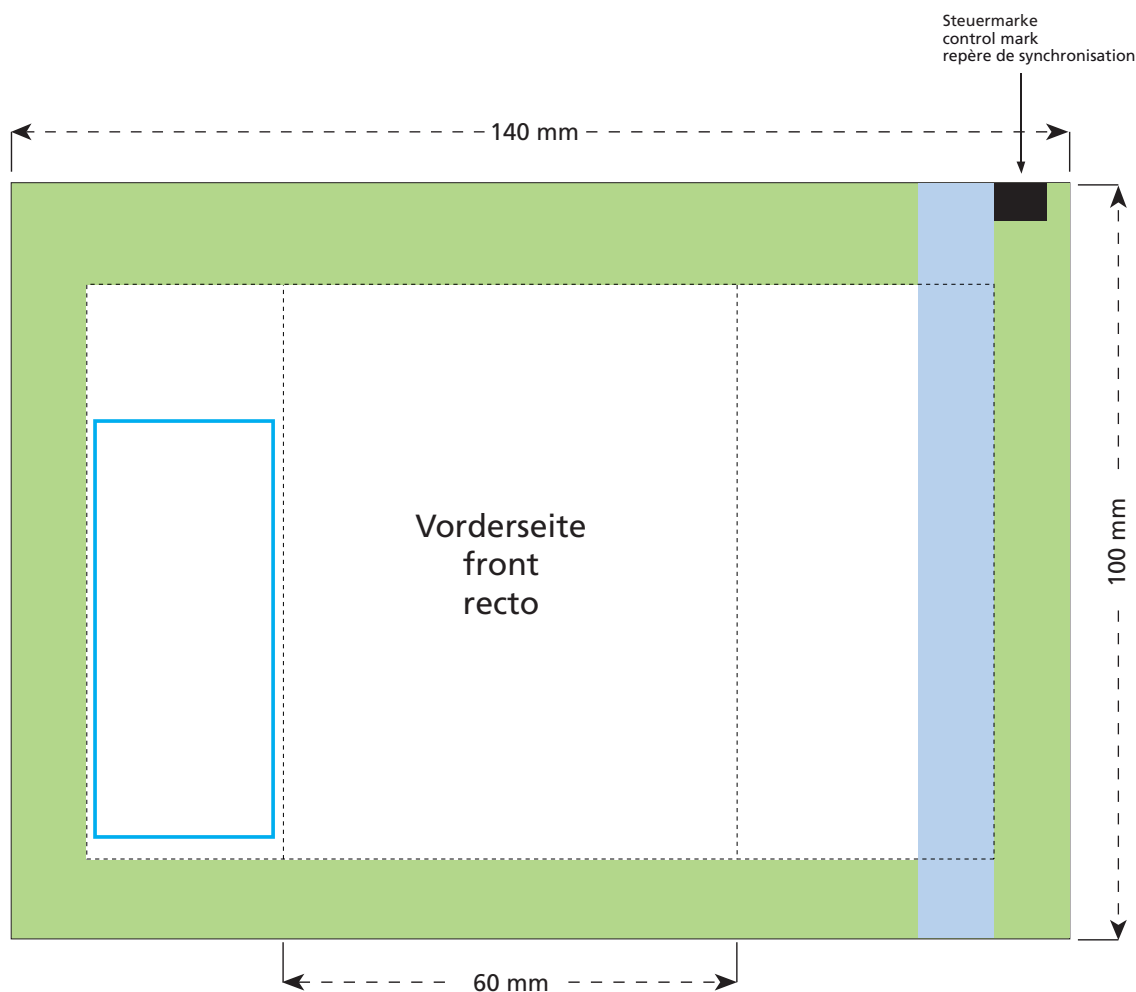 Steuermarke
control mark
repère de synchronisation
140 mm
Vorderseite
front
recto
100 mm
60 mm